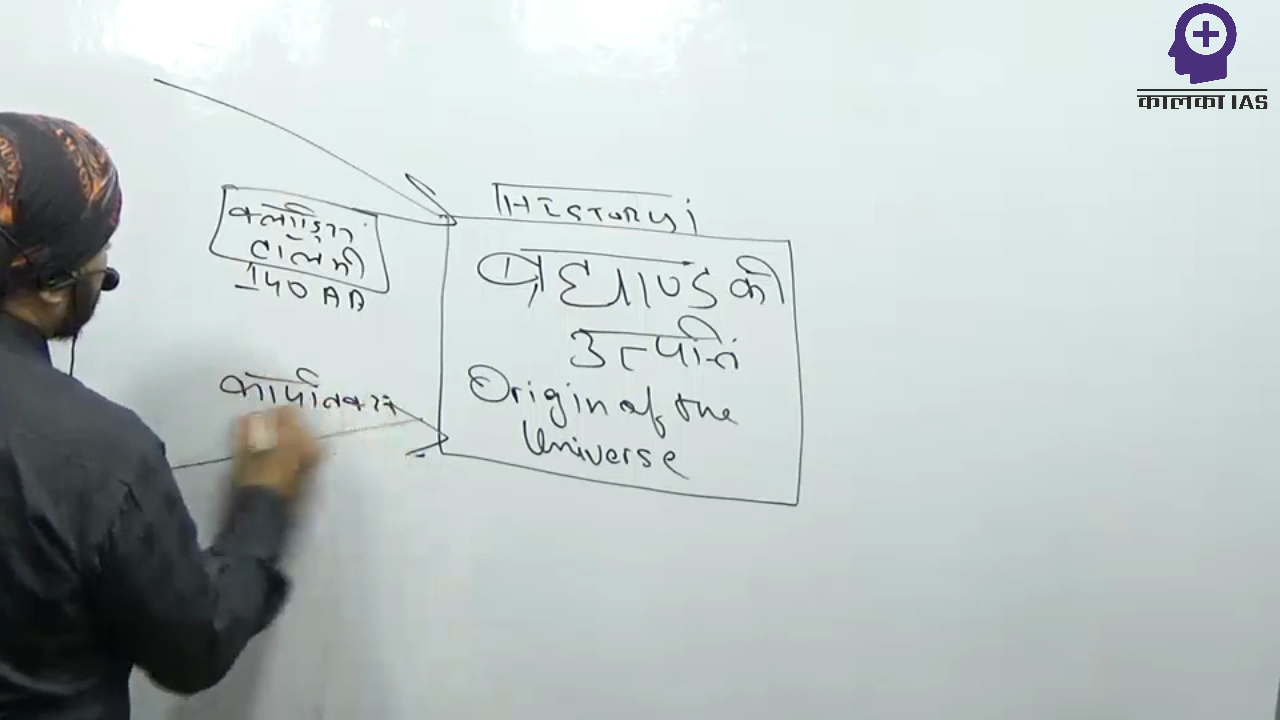 कालका IAS
HISTORY
ब्रह्माण्ड की
उत्पत्ति
Origin of the
Universe
क्लॉडियस
टॉलमी
140 AD